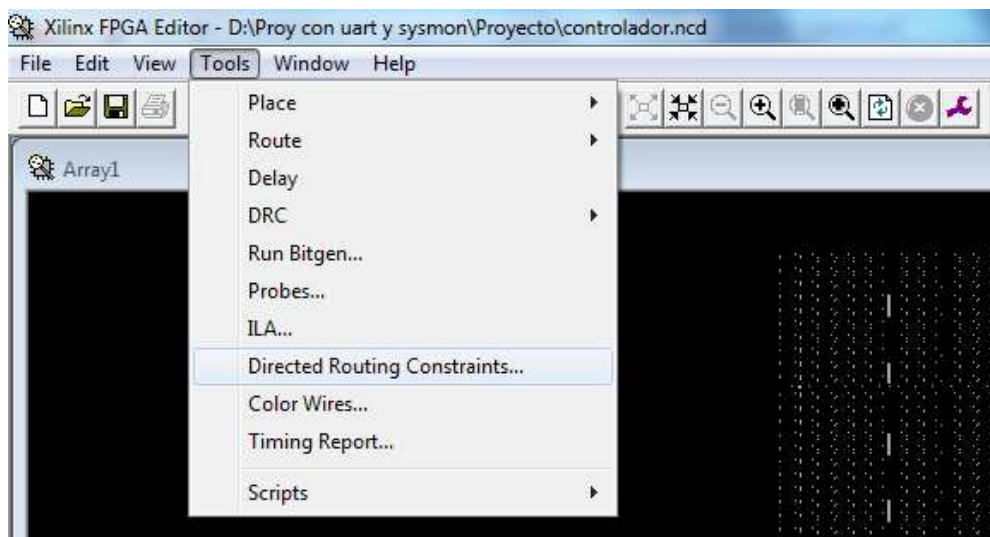 Xilinx FPGA Editor - D:\Proy con uart y sysmon\Proyecto\controlador.ncd
File Edit View Tools Window Help
Array1
Place
Route
Delay
DRC
Run Bitgen...
Probes...
ILA...
Directed Routing Constraints...
Color Wires...
Timing Report...
Scripts